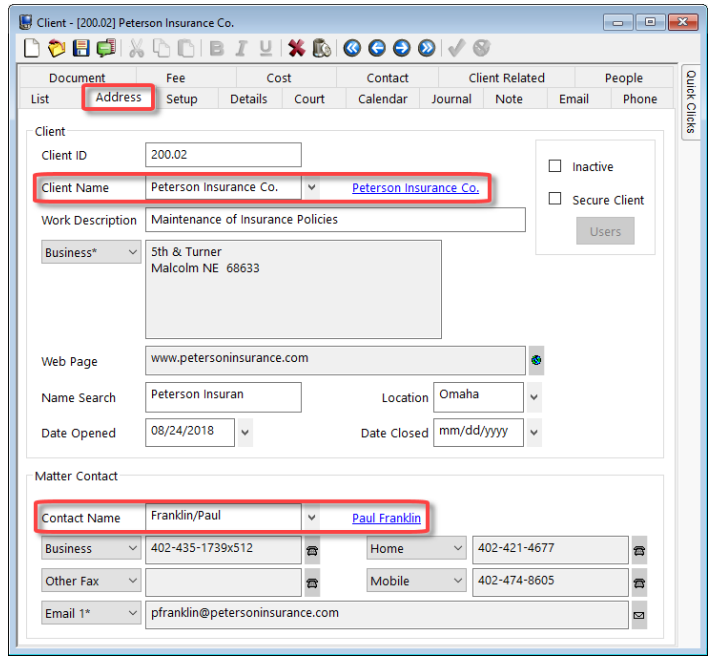 Client - [200.02] Peterson Insurance Co.
B I U
Document Fee Cost Contact Client Related People
List Address Setup Details Court Calendar Journal Note Email Phone
Quick Clicks
Client
Client ID 200.02
Inactive
Client Name Peterson Insurance Co. Peterson Insurance Co.
Secure Client
Work Description Maintenance of Insurance Policies
Users
Business* 5th & Turner
Malcolm NE 68633
Web Page www.petersoninsurance.com
Name Search Peterson Insuran Location Omaha
Date Opened 08/24/2018 Date Closed mm/dd/yyyy
Matter Contact
Contact Name Franklin/Paul Paul Franklin
Business 402-435-1739x512 Home 402-421-4677
Other Fax Mobile 402-474-8605
Email 1* pfranklin@petersoninsurance.com